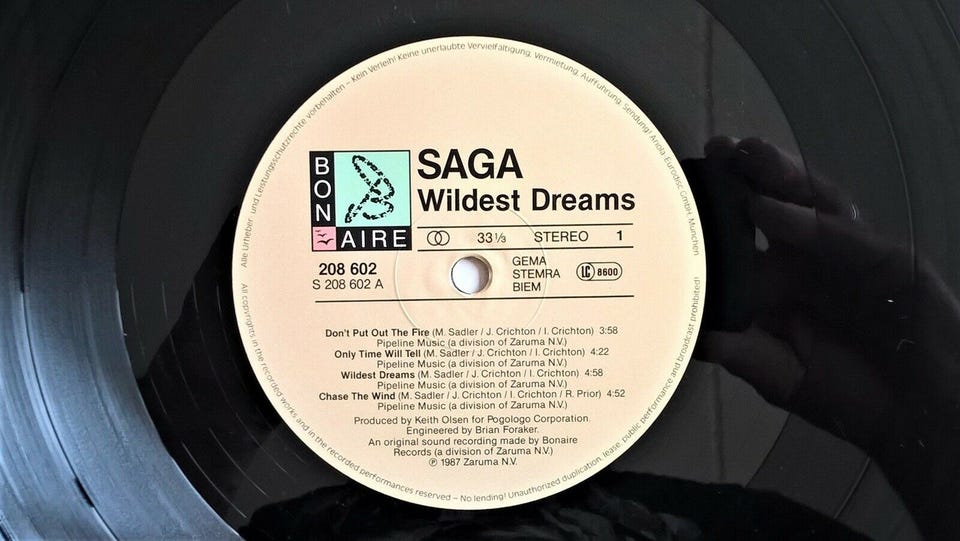 Alle Urheber- und Leistungsschutzrechte vorbehalten – Kein Verleih! Keine unerlaubte Vervielfältigung, Vermietung, Aufführung, Sendung! Ariola Eurodisc GmbH, München
BON
AIRE
SAGA
Wildest Dreams
33 1/3 STEREO 1
208 602
S 208 602 A
GEMA
STEMRA
BIEM
LC 8600
Don't Put Out The Fire (M. Sadler / J. Crichton / I. Crichton) 3:58
Pipeline Music (a division of Zaruma N.V.)
Only Time Will Tell (M. Sadler / J. Crichton / I. Crichton) 4:22
Pipeline Music (a division of Zaruma N.V.)
Wildest Dreams (M. Sadler / J. Crichton / I. Crichton) 4:58
Pipeline Music (a division of Zaruma N.V.)
Chase The Wind (M. Sadler / J. Crichton / I. Crichton / R. Prior) 4:52
Pipeline Music (a division of Zaruma N.V.)
Produced by Keith Olsen for Pogologo Corporation.
Engineered by Brian Foraker.
An original sound recording made by Bonaire
Records (a division of Zaruma N.V.)
℗ 1987 Zaruma N.V.
All copyrights in the recorded works and in the recorded performances reserved – No lending! Unauthorized duplication, lease, public performance and broadcast prohibited!